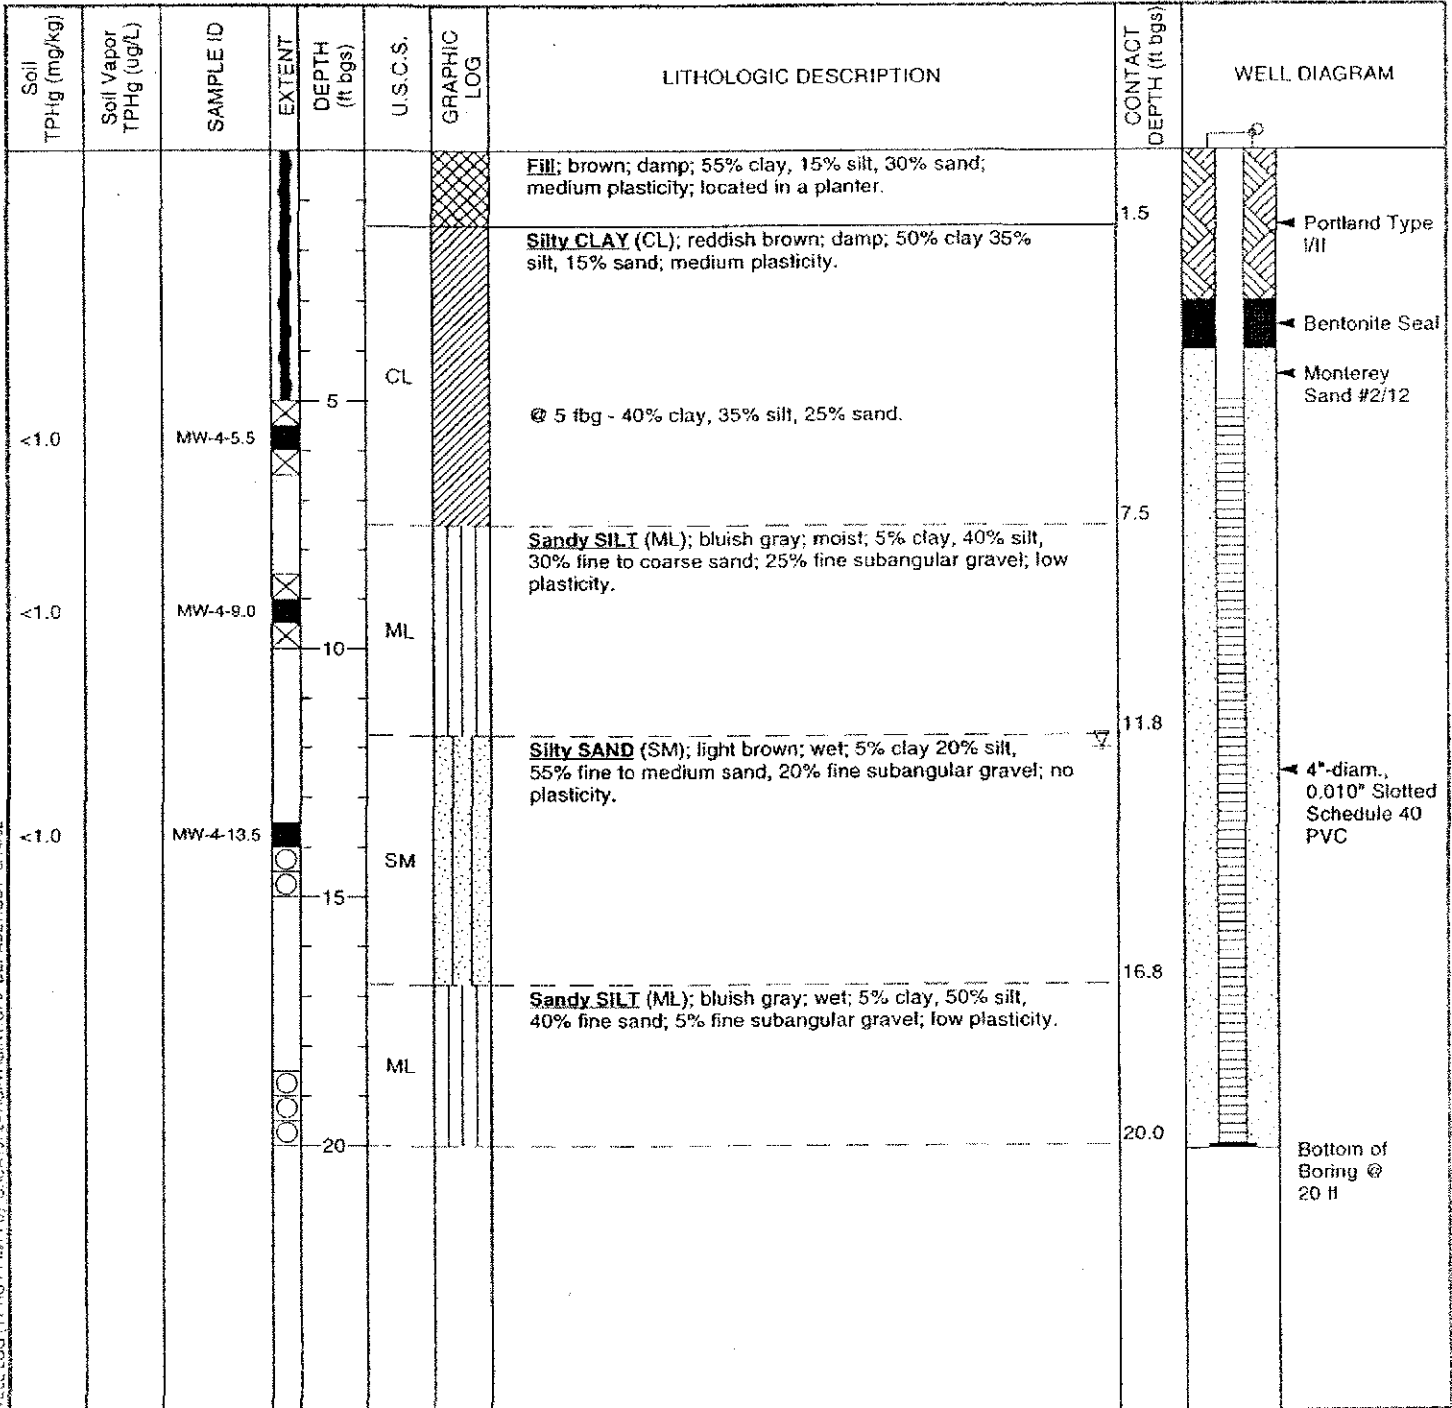 Soil
TPHg (mg/kg)
Soil Vapor
TPHg (ug/L)
SAMPLE ID
EXTENT
DEPTH
(ft bgs)
U.S.C.S.
GRAPHIC
LOG
LITHOLOGIC DESCRIPTION
CONTACT
DEPTH (ft bgs)
WELL DIAGRAM
Fill; brown; damp; 55% clay, 15% silt, 30% sand;
medium plasticity; located in a planter.
1.5
Silty CLAY (CL); reddish brown; damp; 50% clay 35%
silt, 15% sand; medium plasticity.
Portland Type
I/II
Bentonite Seal
Monterey
Sand #2/12
CL
5
@ 5 fbg - 40% clay, 35% silt, 25% sand.
<1.0
MW-4-5.5
7.5
Sandy SILT (ML); bluish gray; moist; 5% clay, 40% silt,
30% fine to coarse sand; 25% fine subangular gravel; low
plasticity.
<1.0
MW-4-9.0
ML
10
11.8
Silty SAND (SM); light brown; wet; 5% clay 20% silt,
55% fine to medium sand, 20% fine subangular gravel; no
plasticity.
4"-diam.,
0.010" Slotted
Schedule 40
PVC
<1.0
MW-4-13.5
SM
15
16.8
Sandy SILT (ML); bluish gray; wet; 5% clay, 50% silt,
40% fine sand; 5% fine subangular gravel; low plasticity.
ML
20
20.0
Bottom of
Boring @
20 ft